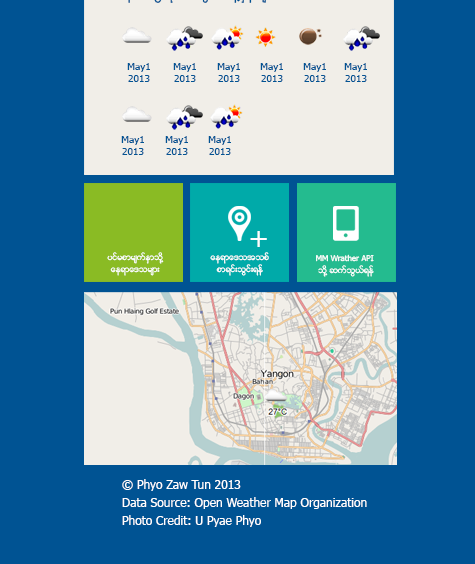 May1 May1 May1 May1 May1 May1
2013 2013 2013 2013 2013 2013
May1 May1 May1
2013 2013 2013
ပင်မစာမျက်နှာသို့
နေရာဒေသများ
နေရာဒေသအသစ်
စာရင်းသွင်းရန်
MM Wrather API
သို့ ဆက်သွယ်ရန်
Pun Hlaing Golf Estate
Yangon
Bahan
Dagon
27°C
© Phyo Zaw Tun 2013
Data Source: Open Weather Map Organization
Photo Credit: U Pyae Phyo